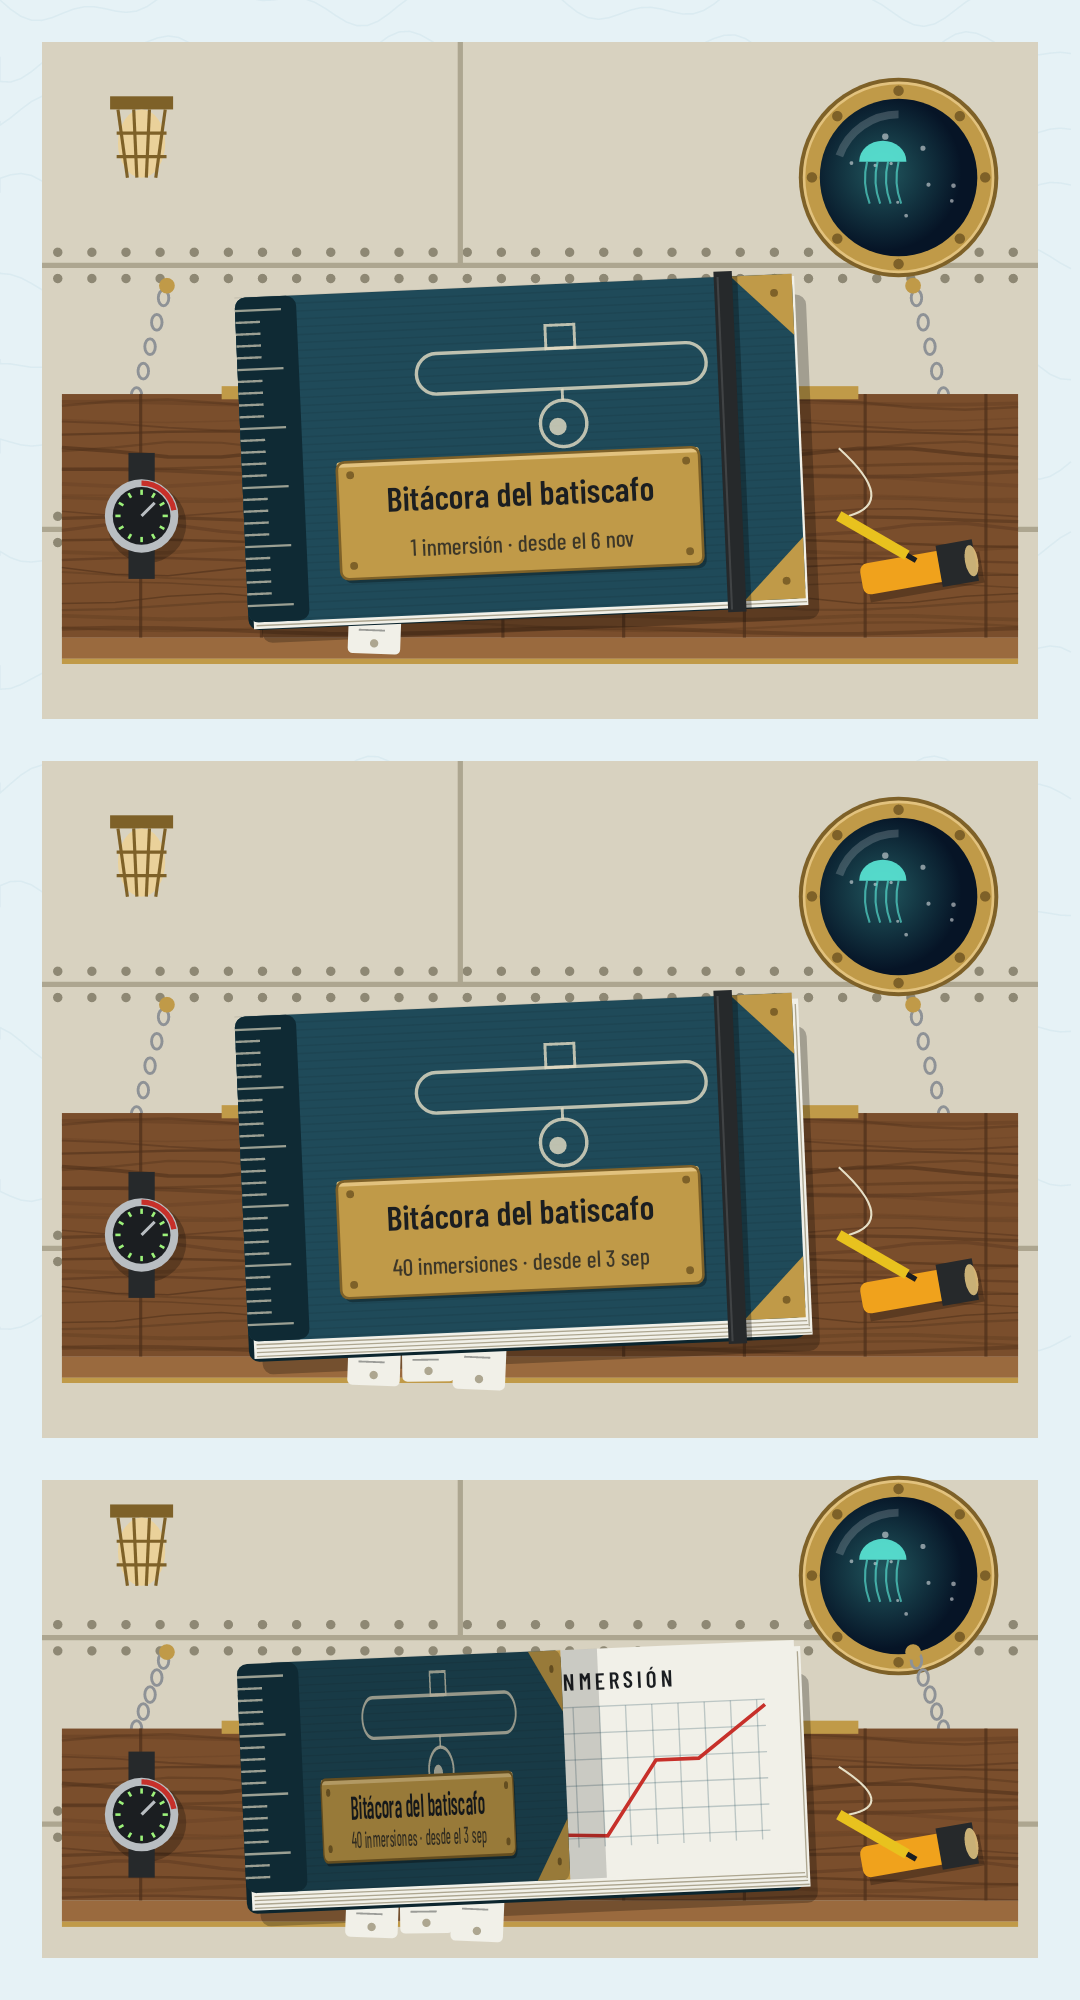 Bitácora del batiscafo
1 inmersión · desde el 6 nov
Bitácora del batiscafo
40 inmersiones · desde el 3 sep
NMERSIÓN
Bitácora del batiscafo
40 inmersiones · desde el 3 sep